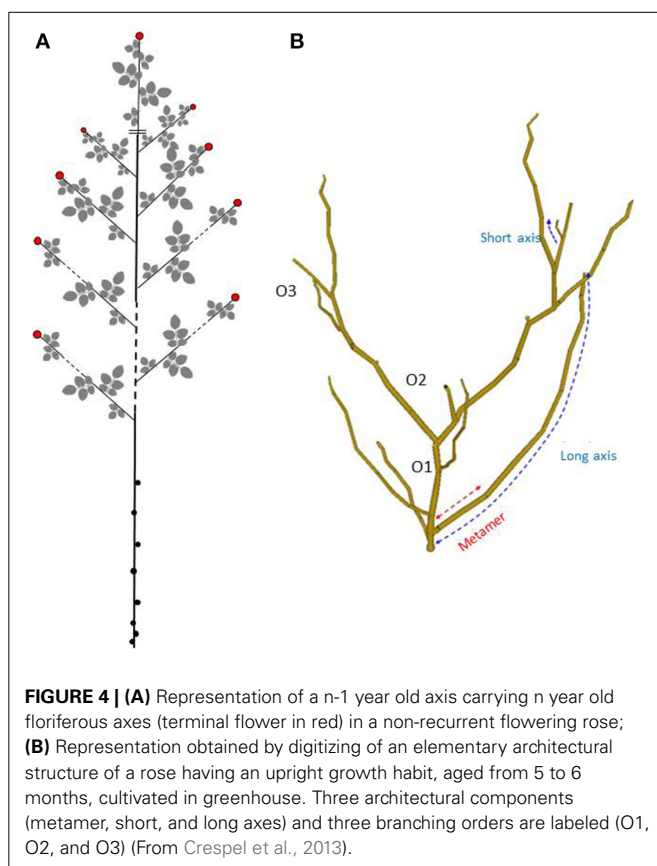 A
B
Short axis
O3
O2
O1
Long axis
Metamer
FIGURE 4 | (A) Representation of a n-1 year old axis carrying n year old
floriferous axes (terminal flower in red) in a non-recurrent flowering rose;
(B) Representation obtained by digitizing of an elementary architectural
structure of a rose having an upright growth habit, aged from 5 to 6
months, cultivated in greenhouse. Three architectural components
(metamer, short, and long axes) and three branching orders are labeled (O1,
O2, and O3) (From Crespel et al., 2013).